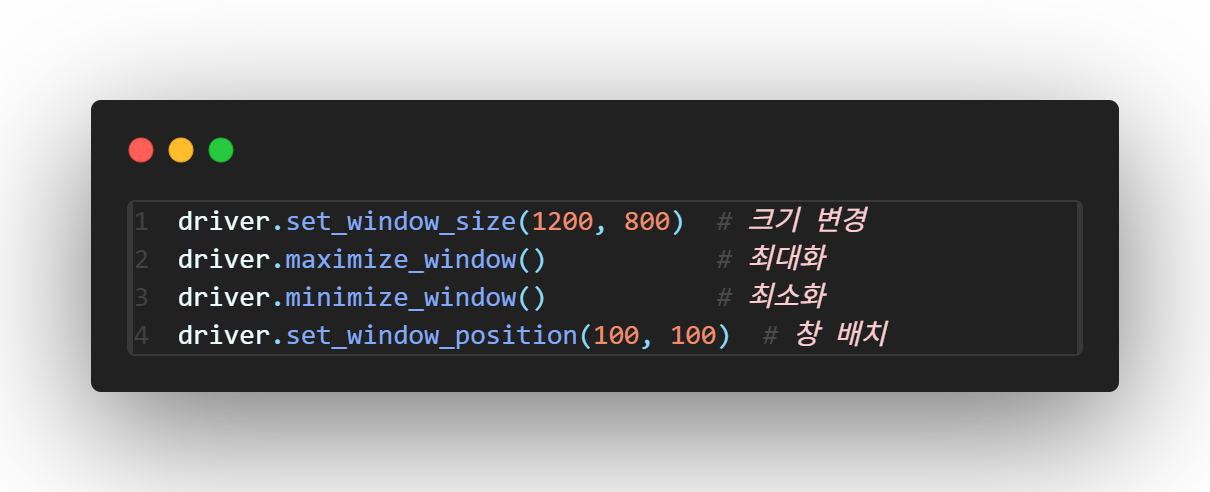 1 driver.set_window_size(1200, 800)  # 크기 변경
2 driver.maximize_window()           # 최대화
3 driver.minimize_window()           # 최소화
4 driver.set_window_position(100, 100)  # 창 배치